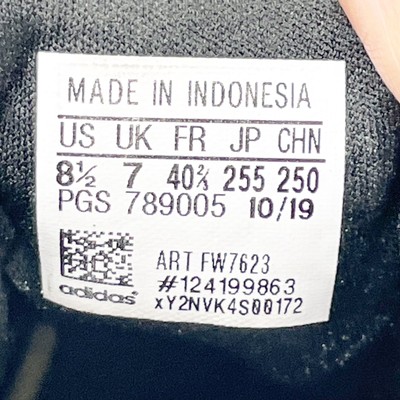 MADE IN INDONESIA
US UK FR JP CHN
8½ 7 40⅔ 255 250
PGS 789005 10/19
ART FW7623
#124199863
adidas
xY2NVK4S00172